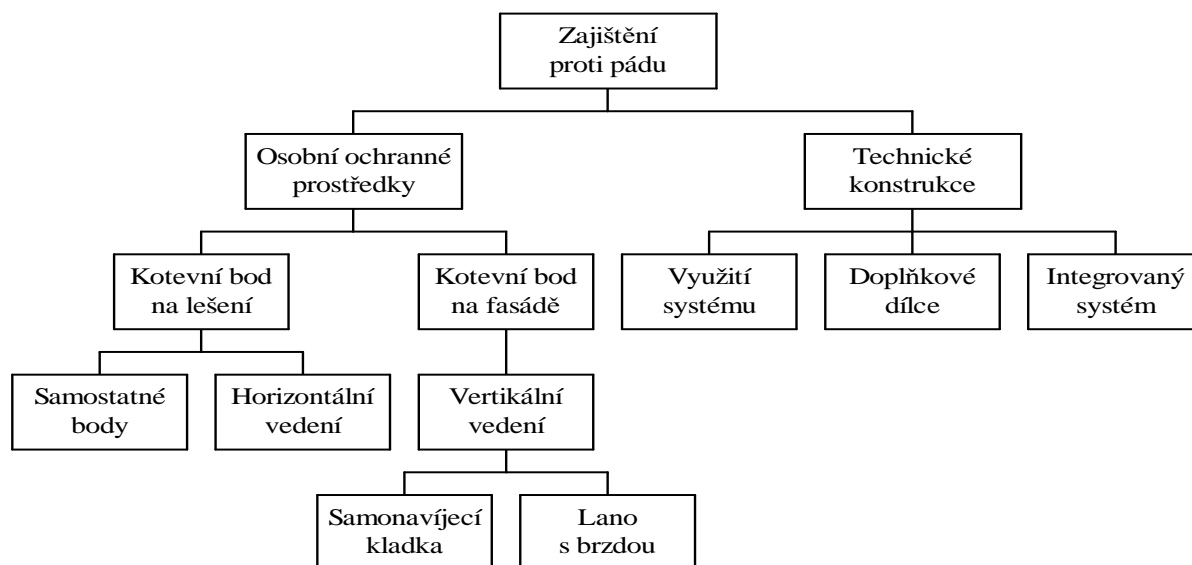 Zajištění
proti pádu
Osobní ochranné
prostředky
Technické
konstrukce
Kotevní bod
na lešení
Kotevní bod
na fasádě
Využití
systému
Doplňkové
dílce
Integrovaný
systém
Samostatné
body
Horizontální
vedení
Vertikální
vedení
Samonavíjecí
kladka
Lano
s brzdou